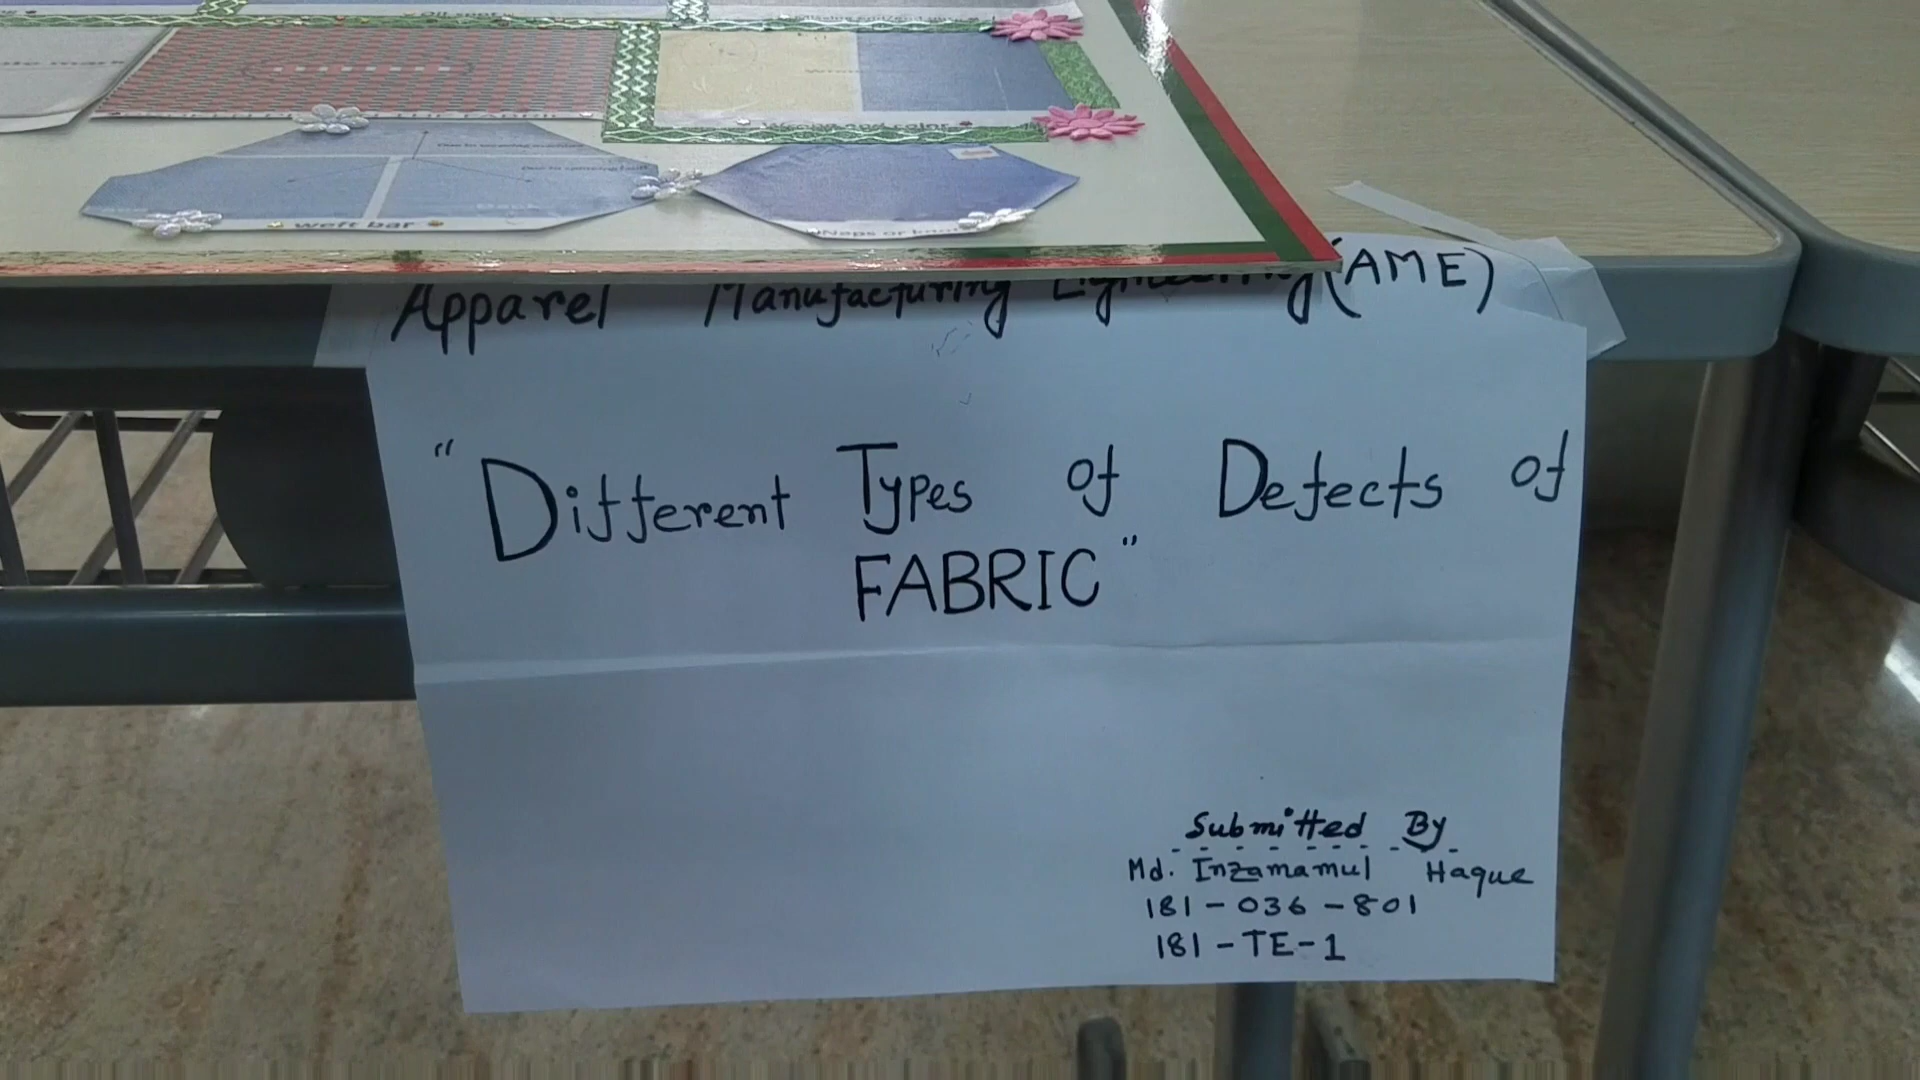 weft bar
Apparel Manufacturing Engineering (AME)
"Different Types of Defects of
FABRIC"
Submitted By
Md. Inzamamul Haque
181-036-801
181-TE-1